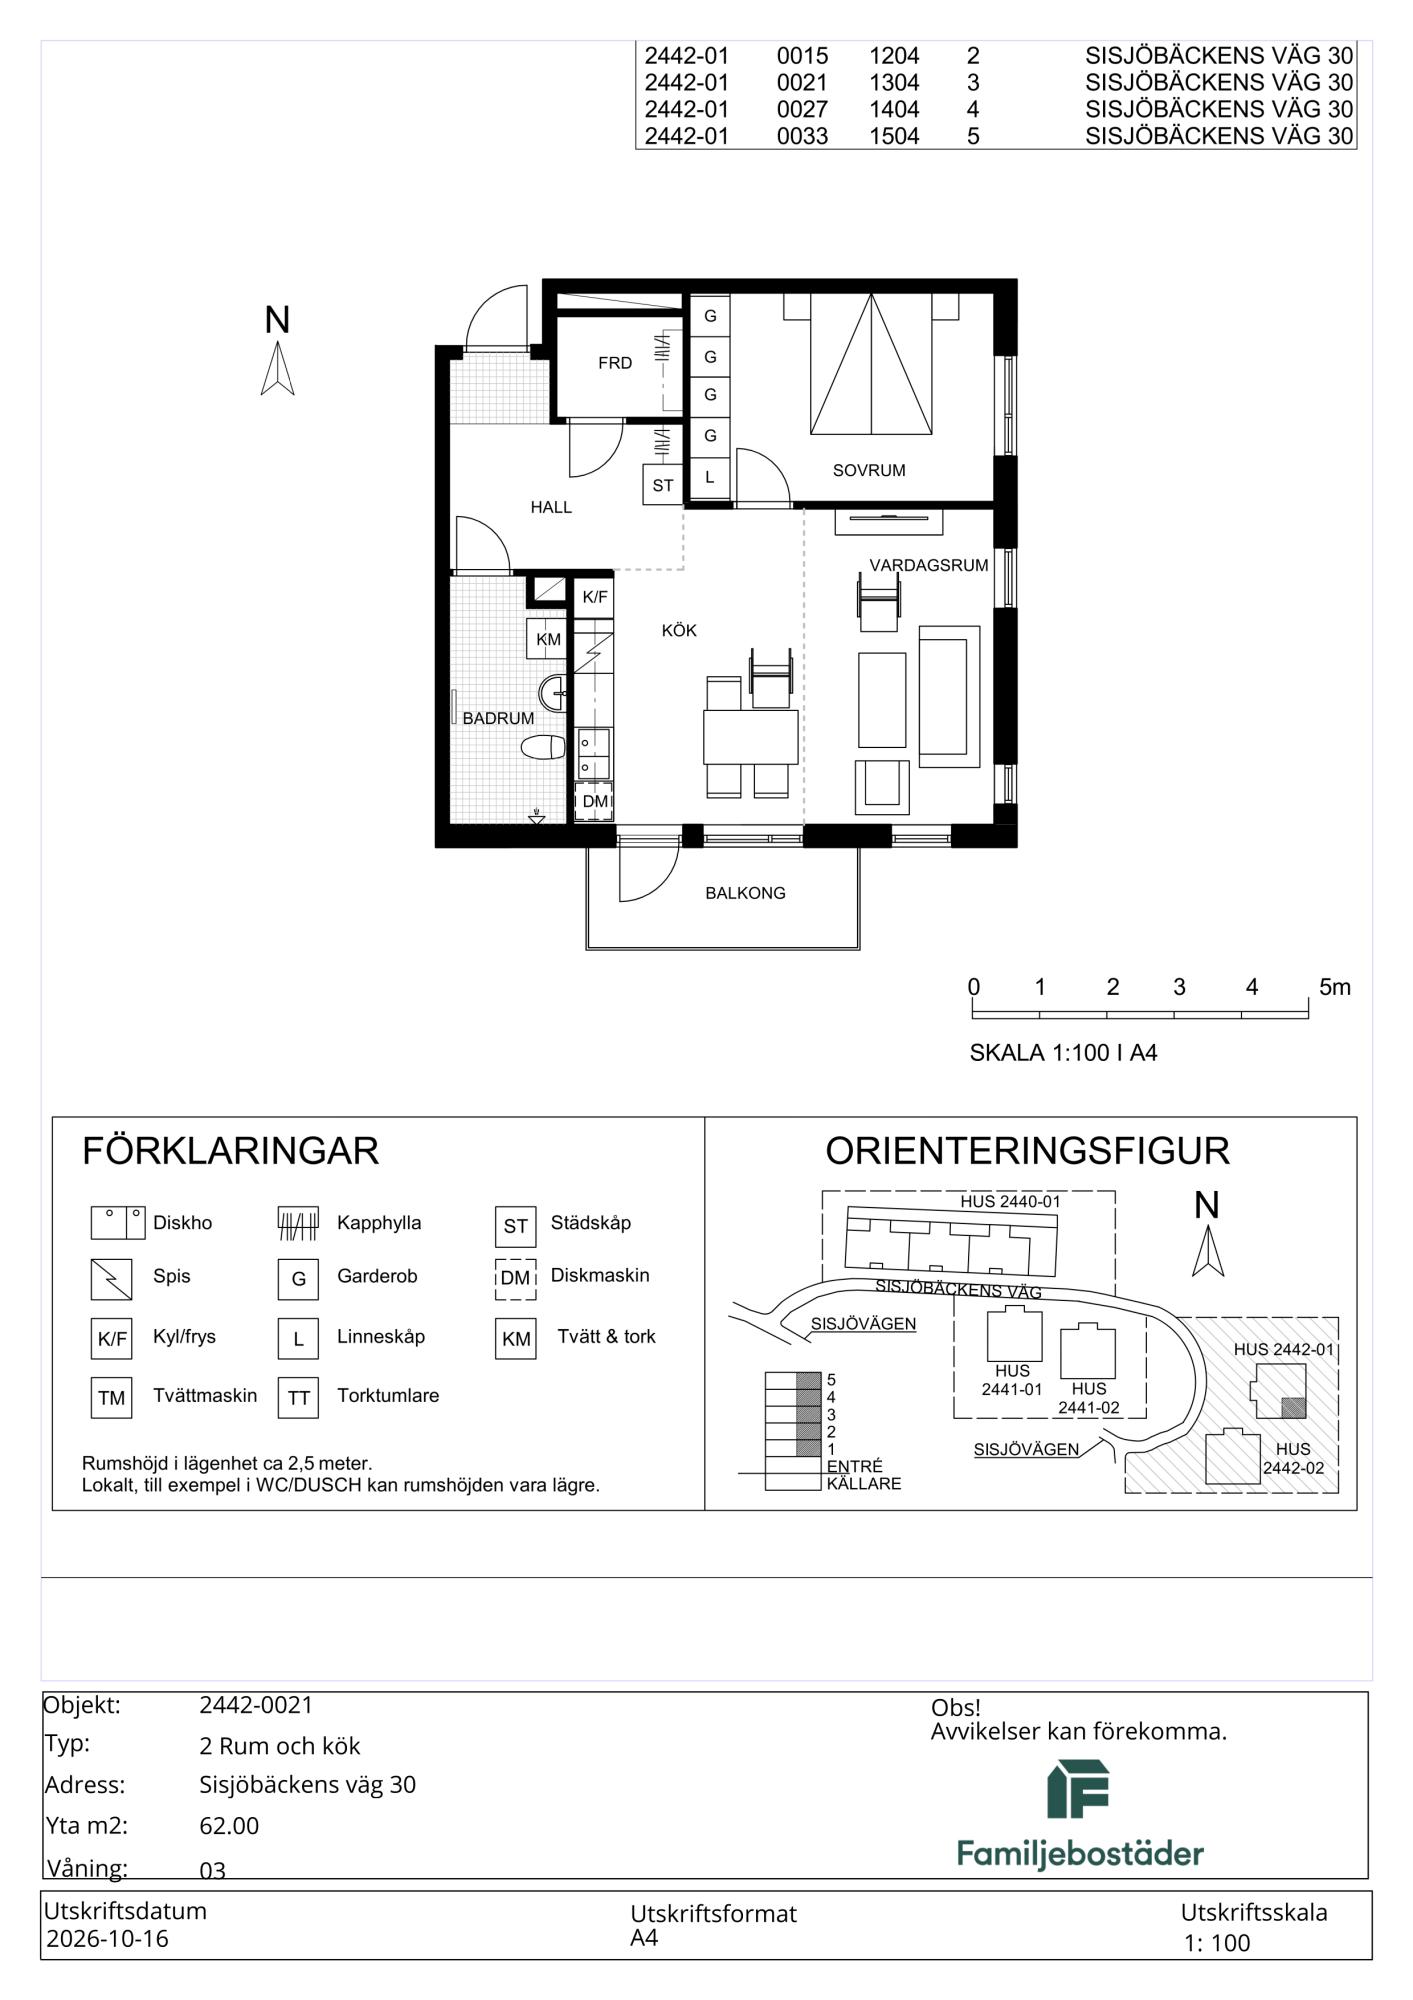 2442-01 0015 1204 2 SISJÖBÄCKENS VÄG 30
2442-01 0021 1304 3 SISJÖBÄCKENS VÄG 30
2442-01 0027 1404 4 SISJÖBÄCKENS VÄG 30
2442-01 0033 1504 5 SISJÖBÄCKENS VÄG 30
N
G
FRD
G
G
G
SOVRUM
L
ST
HALL
VARDAGSRUM
K/F
KÖK
KM
BADRUM
DM
BALKONG
0 1 2 3 4 5m
SKALA 1:100 I A4
FÖRKLARINGAR
Diskho
Kapphylla
ST Städskåp
Spis
G Garderob
DM Diskmaskin
K/F Kyl/frys
L Linneskåp
KM Tvätt & tork
TM Tvättmaskin
TT Torktumlare
Rumshöjd i lägenhet ca 2,5 meter.
Lokalt, till exempel i WC/DUSCH kan rumshöjden vara lägre.
ORIENTERINGSFIGUR
N
HUS 2440-01
SISJÖBÄCKENS VÄG
SISJÖVÄGEN
HUS
2441-01
HUS
2441-02
HUS 2442-01
SISJÖVÄGEN
HUS
2442-02
5
4
3
2
1
ENTRÉ
KÄLLARE
Objekt: 2442-0021
Typ: 2 Rum och kök
Adress: Sisjöbäckens väg 30
Yta m2: 62.00
Våning: 03
Obs!
Avvikelser kan förekomma.
Familjebostäder
Utskriftsdatum
2026-10-16
Utskriftsformat
A4
Utskriftsskala
1: 100